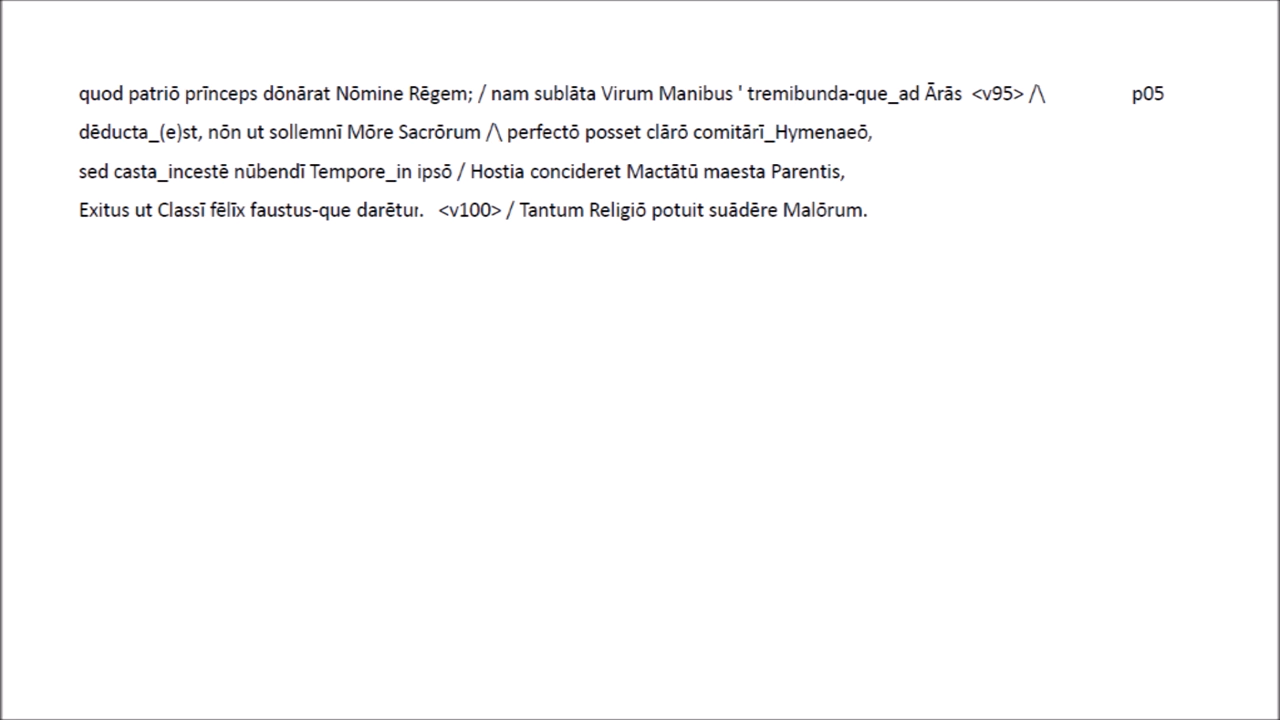 quod patriō prīnceps dōnārat Nōmine Rēgem; / nam sublāta Virum Manibus ' tremibunda-que_ad Ārās <v95> /\ p05
dēducta_(e)st, nōn ut sollemnī Mōre Sacrōrum /\ perfectō posset clārō comitārī_Hymenaeō,
sed casta_incestē nūbendī Tempore_in ipsō / Hostia concideret Mactātū maesta Parentis,
Exitus ut Classī fēlīx faustus-que darētur. <v100> / Tantum Religiō potuit suādēre Malōrum.